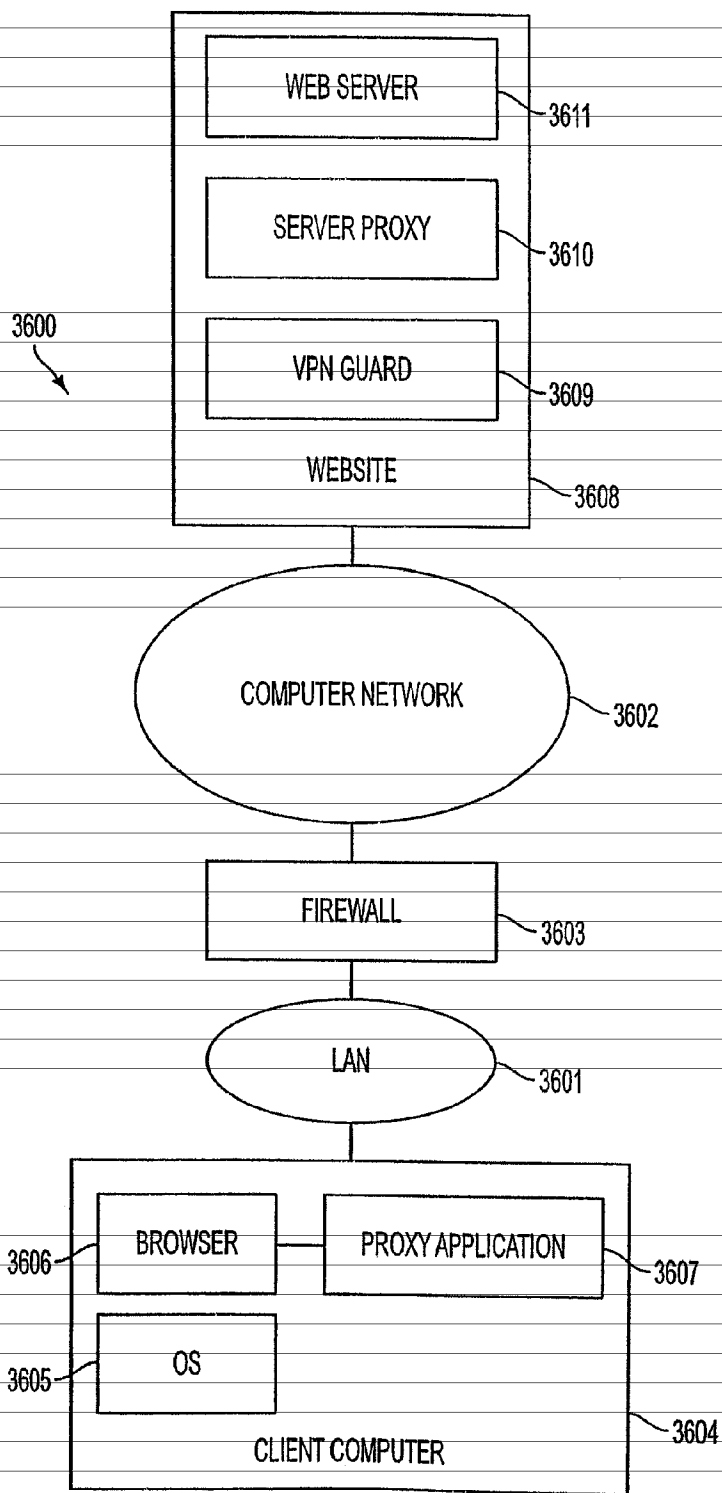 WEB SERVER
3611
SERVER PROXY
3610
3600
VPN GUARD
3609
WEBSITE
3608
COMPUTER NETWORK
3602
FIREWALL
3603
LAN
3601
BROWSER
PROXY APPLICATION
3606
3607
OS
3605
3604
CLIENT COMPUTER